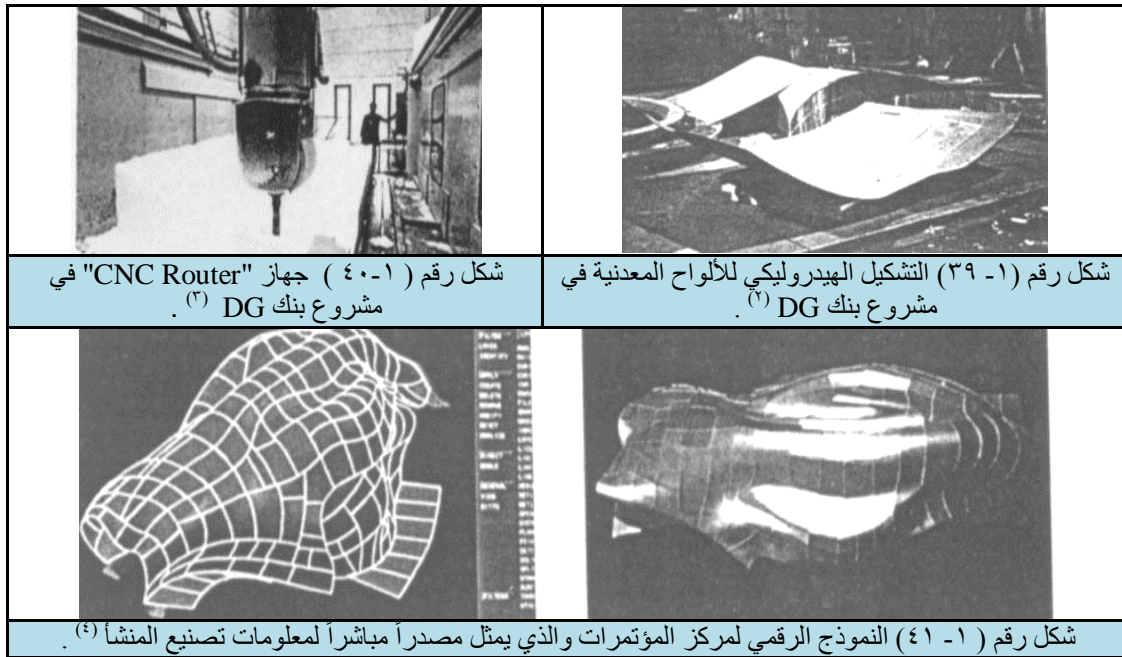 شكل رقم (١- ٣٩) التشكيل الهيدروليكي للألواح المعدنية في
مشروع بنك DG (٢) .
شكل رقم ( ١-٤٠ ) جهاز "CNC Router" في
مشروع بنك DG (٣) .
شكل رقم ( ١- ٤١) النموذج الرقمي لمركز المؤتمرات والذي يمثل مصدراً مباشراً لمعلومات تصنيع المنشأ (٤) .